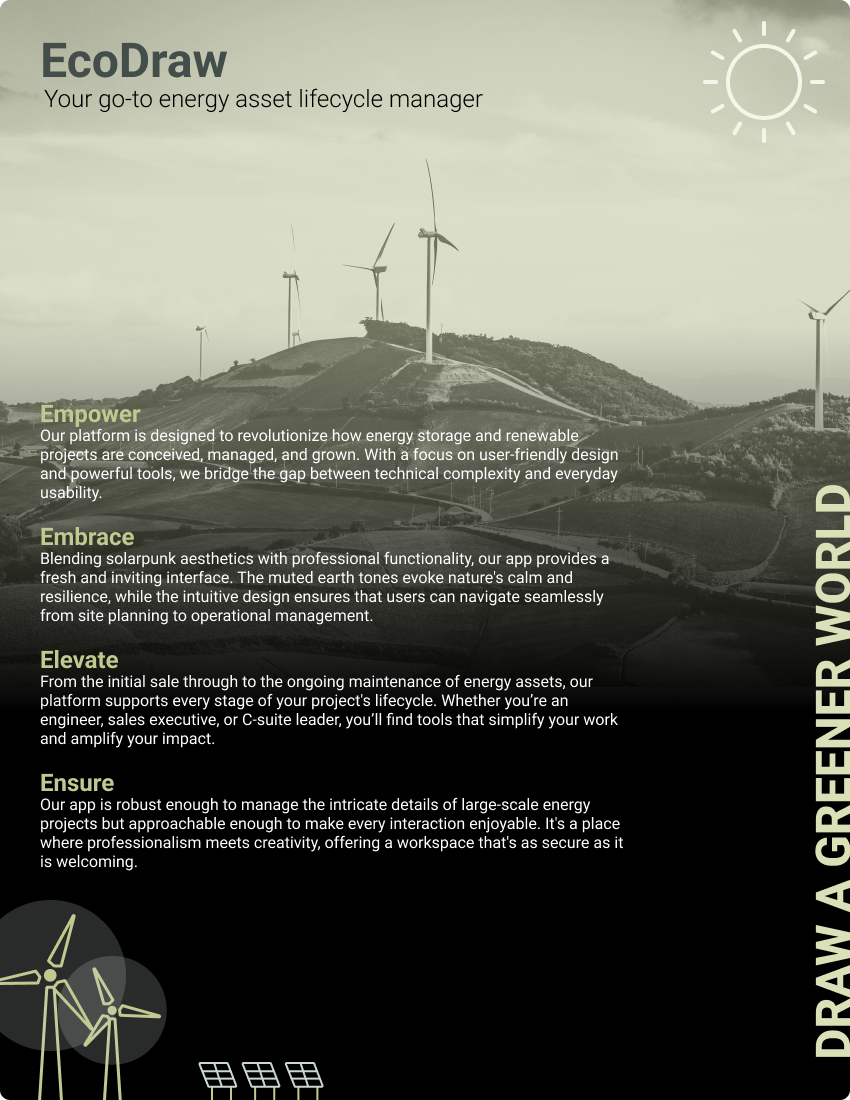 EcoDraw
Your go-to energy asset lifecycle manager
Empower
Our platform is designed to revolutionize how energy storage and renewable
projects are conceived, managed, and grown. With a focus on user-friendly design
and powerful tools, we bridge the gap between technical complexity and everyday
usability.
Embrace
Blending solarpunk aesthetics with professional functionality, our app provides a
fresh and inviting interface. The muted earth tones evoke nature's calm and
resilience, while the intuitive design ensures that users can navigate seamlessly
from site planning to operational management.
Elevate
From the initial sale through to the ongoing maintenance of energy assets, our
platform supports every stage of your project's lifecycle. Whether you’re an
engineer, sales executive, or C-suite leader, you’ll find tools that simplify your work
and amplify your impact.
Ensure
Our app is robust enough to manage the intricate details of large-scale energy
projects but approachable enough to make every interaction enjoyable. It's a place
where professionalism meets creativity, offering a workspace that's as secure as it
is welcoming.
DRAW A GREENER WORLD